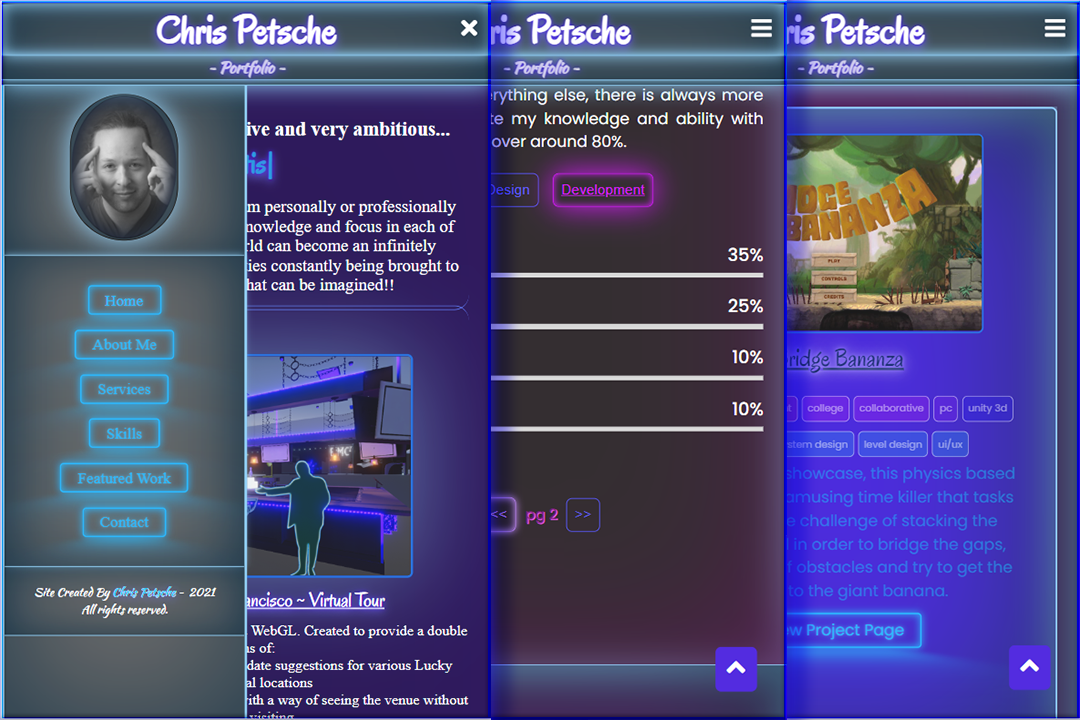 Chris Petsche
- Portfolio -
Home
About Me
Services
Skills
Featured Work
Contact
Site Created By Chris Petsche - 2021
All rights reserved.
ive and very ambitious...
is|
m personally or professionally
nowledge and focus in each of
rld can become an infinitely
ies constantly being brought to
hat can be imagined!!
ancisco ~ Virtual Tour
WebGL. Created to provide a double
ns of:
date suggestions for various Lucky
al locations
ith a way of seeing the venue without
visiting
ris Petsche
- Portfolio -
erything else, there is always more
te my knowledge and ability with
over around 80%.
Design
Development
35%
25%
10%
10%
<<
pg 2
>>
ris Petsche
- Portfolio -
IDGE
BANANZA
PLAY
CONTROLS
CREDITS
bridge Bananza
t
college
collaborative
pc
unity 3d
stem design
level design
ui/ux
showcase, this physics based
amusing time killer that tasks
e challenge of stacking the
l in order to bridge the gaps,
f obstacles and try to get the
to the giant banana.
w Project Page